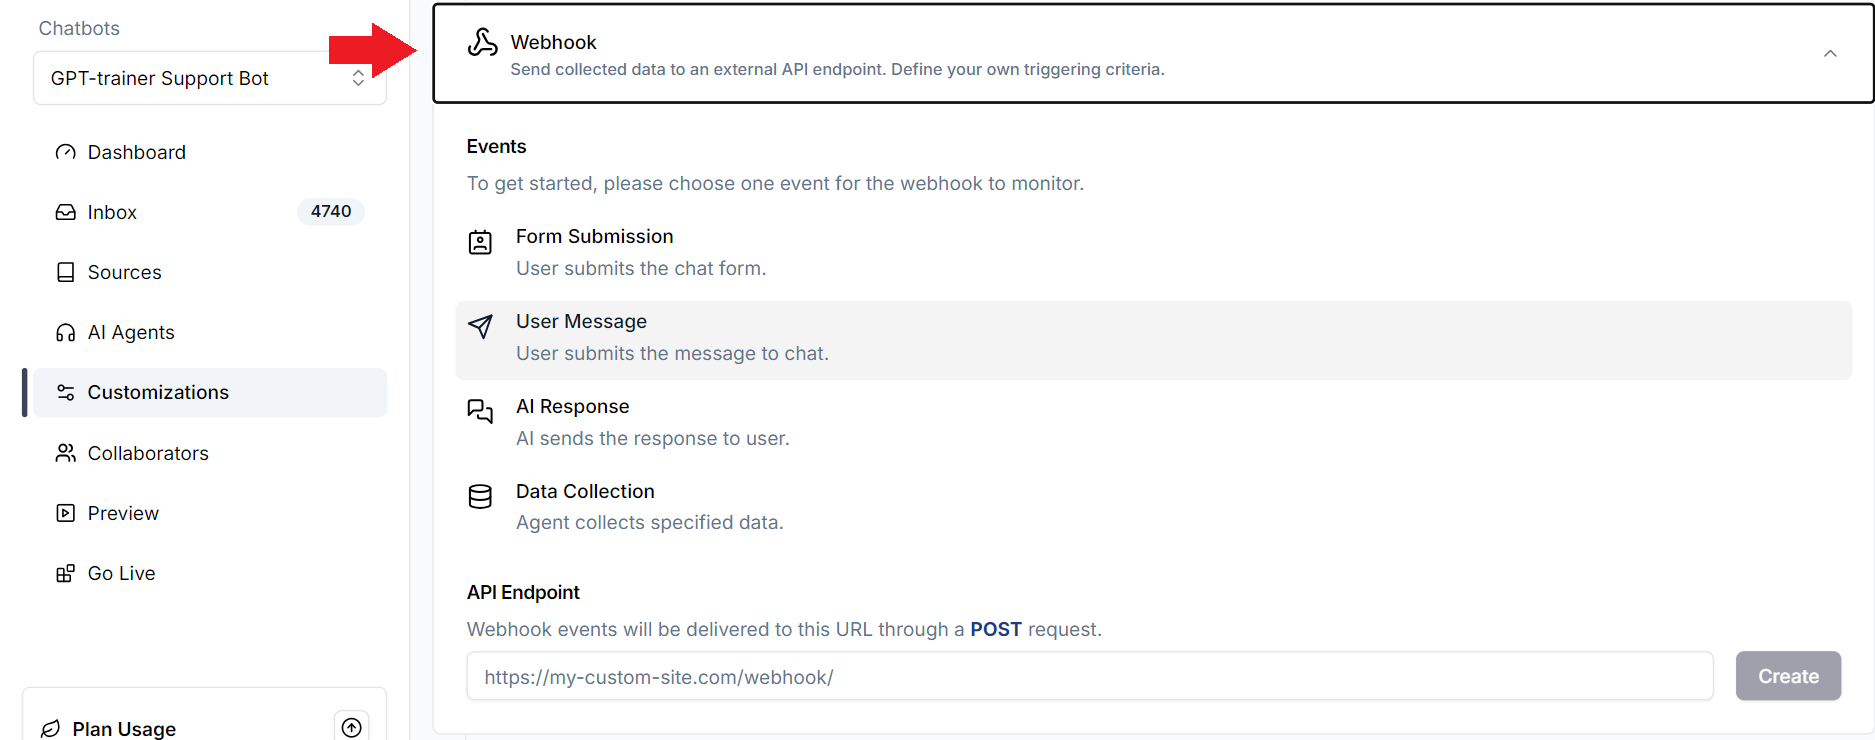 Chatbots
GPT-trainer Support Bot
Dashboard
Inbox 4740
Sources
AI Agents
Customizations
Collaborators
Preview
Go Live
Plan Usage
Webhook
Send collected data to an external API endpoint. Define your own triggering criteria.
Events
To get started, please choose one event for the webhook to monitor.
Form Submission
User submits the chat form.
User Message
User submits the message to chat.
AI Response
AI sends the response to user.
Data Collection
Agent collects specified data.
API Endpoint
Webhook events will be delivered to this URL through a POST request.
https://my-custom-site.com/webhook/
Create